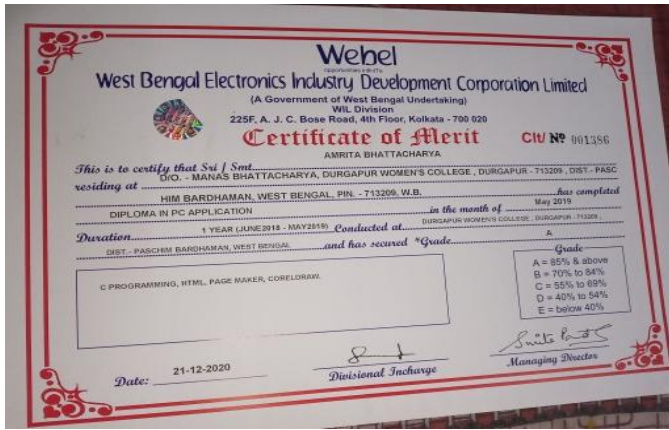 Webel
West Bengal Electronics Industry Development Corporation Limited
(A Government of West Bengal Undertaking)
WIL Division
225F, A. J. C. Bose Road, 4th Floor, Kolkata - 700 020
Certificate of Merit
Clt/ Nº 001386
AMRITA BHATTACHARYA
This is to certify that Sri / Smt.
D/O. - MANAS BHATTACHARYA, DURGAPUR WOMEN'S COLLEGE , DURGAPUR - 713209 , DIST.- PASC
residing at
HIM BARDHAMAN, WEST BENGAL, PIN. - 713209, W.B. has completed
DIPLOMA IN PC APPLICATION in the month of May 2019
Duration 1 YEAR (JUNE2018 - MAY2019) Conducted at DURGAPUR WOMEN'S COLLEGE , DURGAPUR - 713209 ,
DIST.- PASCHIM BARDHAMAN, WEST BENGAL and has secured *Grade A
C PROGRAMMING, HTML, PAGE MAKER, CORELDRAW.
Grade
A = 85% & above
B = 70% to 84%
C = 55% to 69%
D = 40% to 54%
E = below 40%
Date: 21-12-2020
Divisional Incharge
Managing Director